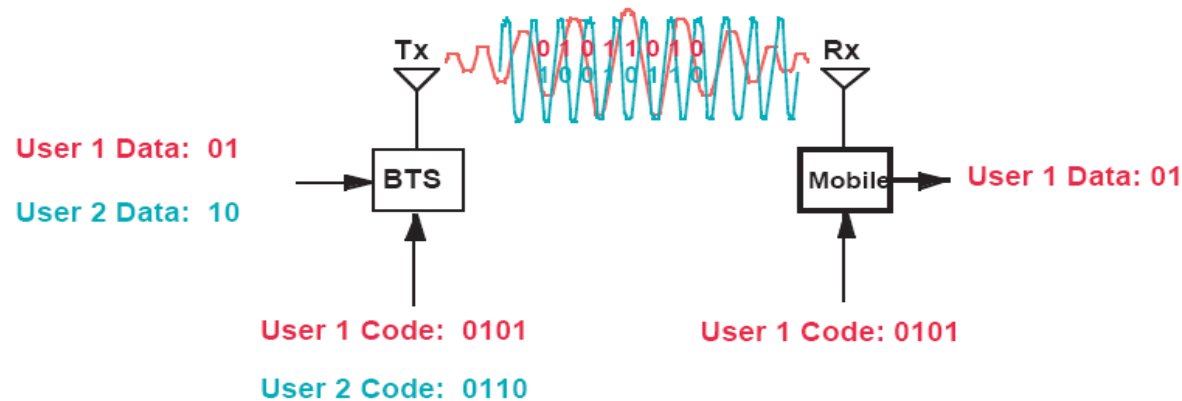 Tx
0 1 0 1 1 0 1 0
1 0 0 1 0 1 1 0
Rx
User 1 Data: 01
BTS
Mobile
User 1 Data: 01
User 2 Data: 10
User 1 Code: 0101
User 1 Code: 0101
User 2 Code: 0110